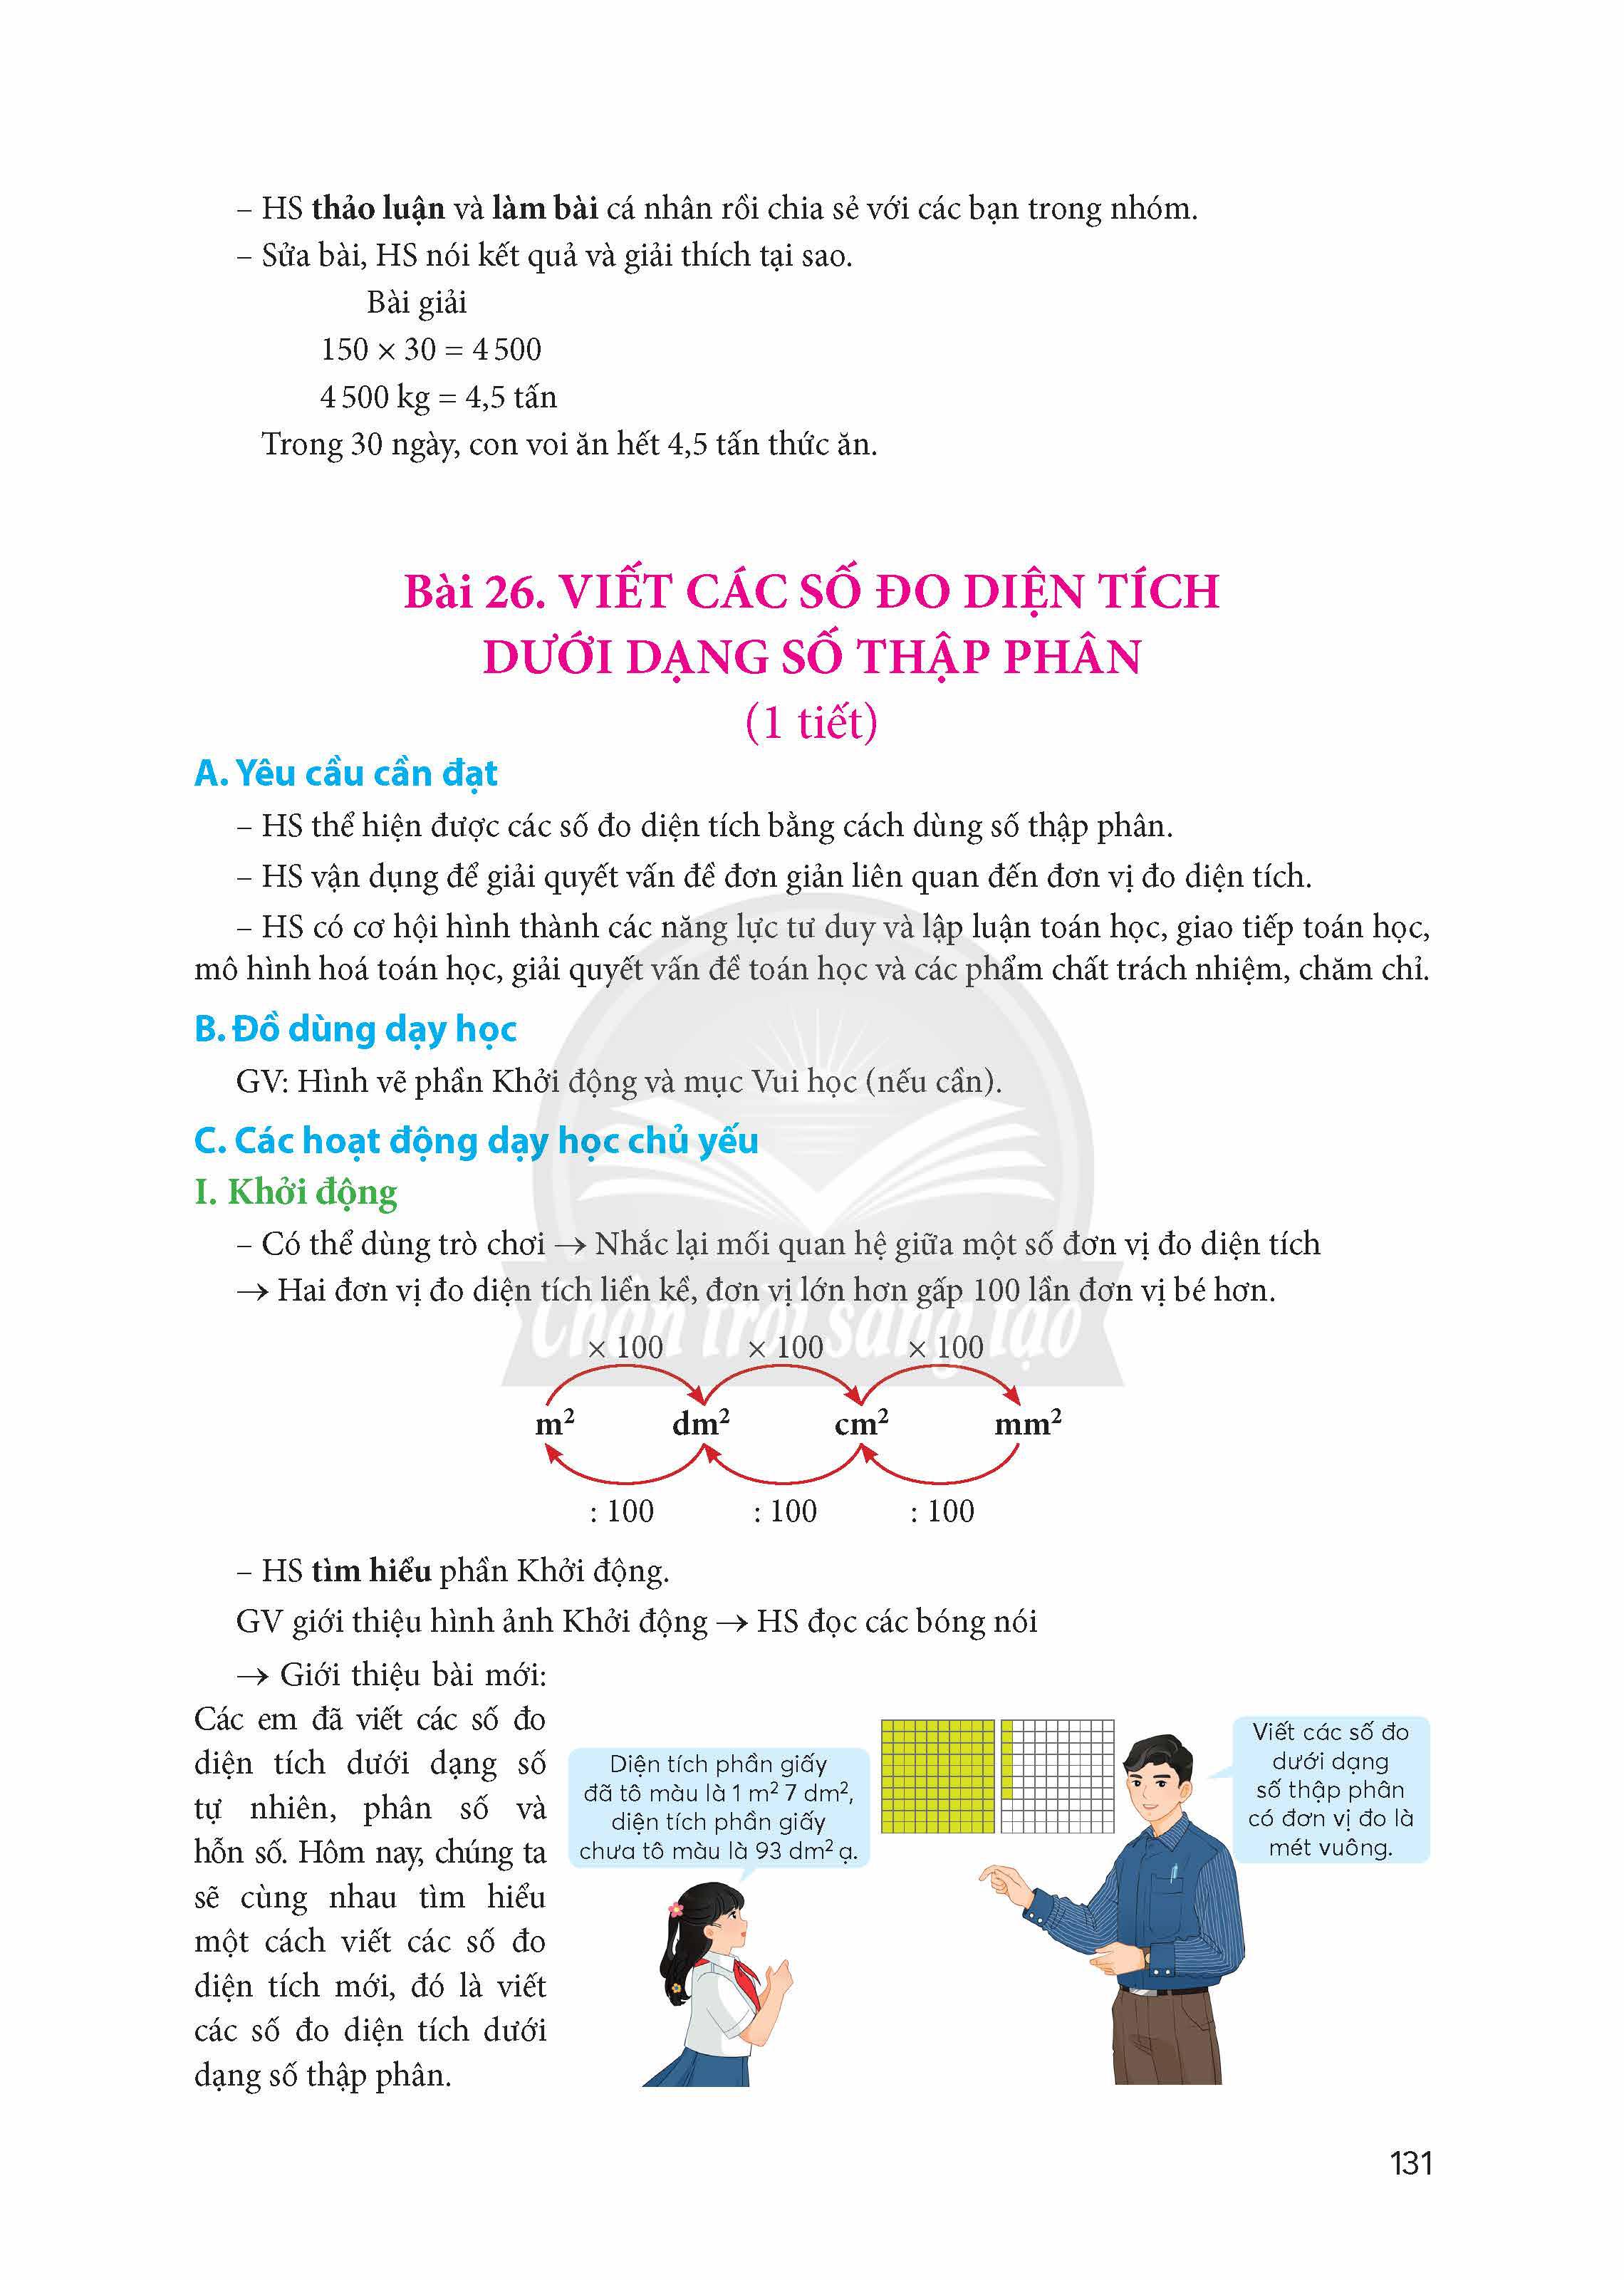 – HS thảo luận và làm bài cá nhân rồi chia sẻ với các bạn trong nhóm.
– Sửa bài, HS nói kết quả và giải thích tại sao.
Bài giải
150 × 30 = 4 500
4 500 kg = 4,5 tấn
Trong 30 ngày, con voi ăn hết 4,5 tấn thức ăn.
Bài 26. VIẾT CÁC SỐ ĐO DIỆN TÍCH
DƯỚI DẠNG SỐ THẬP PHÂN
(1 tiết)
A. Yêu cầu cần đạt
– HS thể hiện được các số đo diện tích bằng cách dùng số thập phân.
– HS vận dụng để giải quyết vấn đề đơn giản liên quan đến đơn vị đo diện tích.
– HS có cơ hội hình thành các năng lực tư duy và lập luận toán học, giao tiếp toán học,
mô hình hoá toán học, giải quyết vấn đề toán học và các phẩm chất trách nhiệm, chăm chỉ.
B. Đồ dùng dạy học
GV: Hình vẽ phần Khởi động và mục Vui học (nếu cần).
C. Các hoạt động dạy học chủ yếu
I. Khởi động
– Có thể dùng trò chơi → Nhắc lại mối quan hệ giữa một số đơn vị đo diện tích
→ Hai đơn vị đo diện tích liền kề, đơn vị lớn hơn gấp 100 lần đơn vị bé hơn.
Chân trời sáng tạo
× 100 × 100 × 100
m² dm² cm² mm²
: 100 : 100 : 100
– HS tìm hiểu phần Khởi động.
GV giới thiệu hình ảnh Khởi động → HS đọc các bóng nói
→ Giới thiệu bài mới:
Các em đã viết các số đo
diện tích dưới dạng số
tự nhiên, phân số và
hỗn số. Hôm nay, chúng ta
sẽ cùng nhau tìm hiểu
một cách viết các số đo
diện tích mới, đó là viết
các số đo diện tích dưới
dạng số thập phân.
Diện tích phần giấy
đã tô màu là 1 m² 7 dm²,
diện tích phần giấy
chưa tô màu là 93 dm² ạ.
Viết các số đo
dưới dạng
số thập phân
có đơn vị đo là
mét vuông.
131